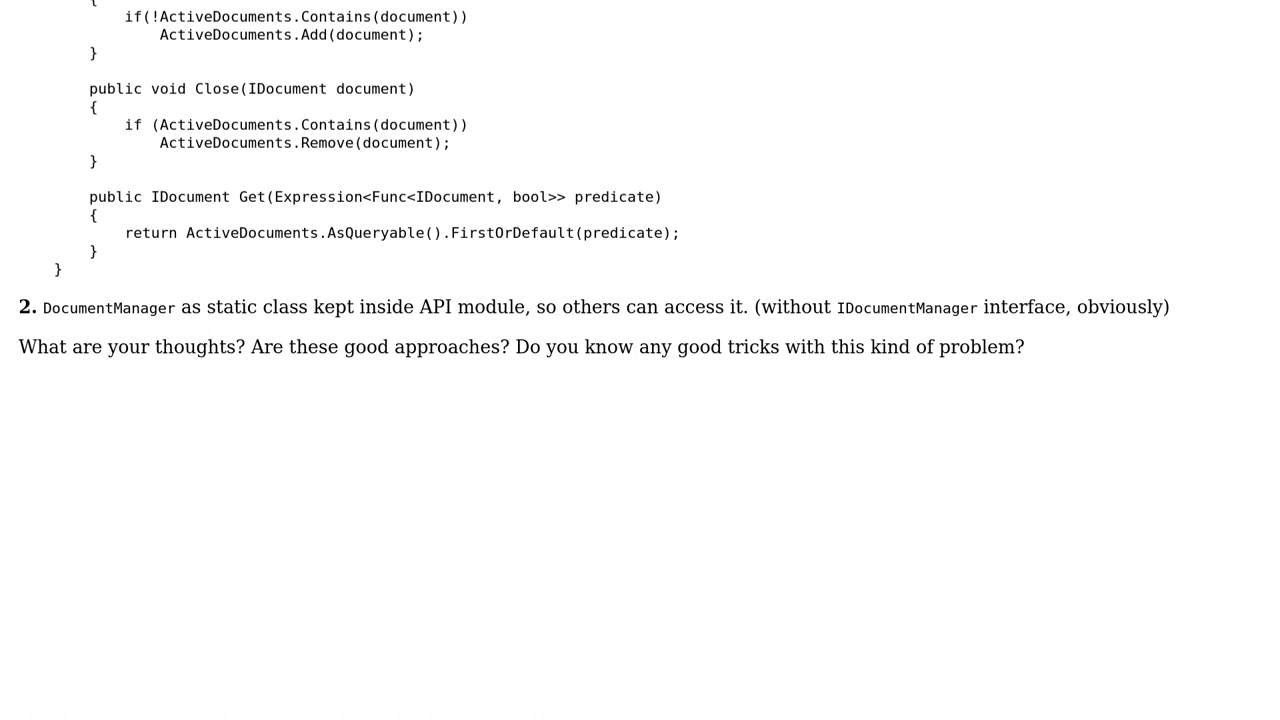 {
if(!ActiveDocuments.Contains(document))
ActiveDocuments.Add(document);
}
public void Close(IDocument document)
{
if (ActiveDocuments.Contains(document))
ActiveDocuments.Remove(document);
}
public IDocument Get(Expression<Func<IDocument, bool>> predicate)
{
return ActiveDocuments.AsQueryable().FirstOrDefault(predicate);
}
}
2. DocumentManager as static class kept inside API module, so others can access it. (without IDocumentManager interface, obviously)
What are your thoughts? Are these good approaches? Do you know any good tricks with this kind of problem?